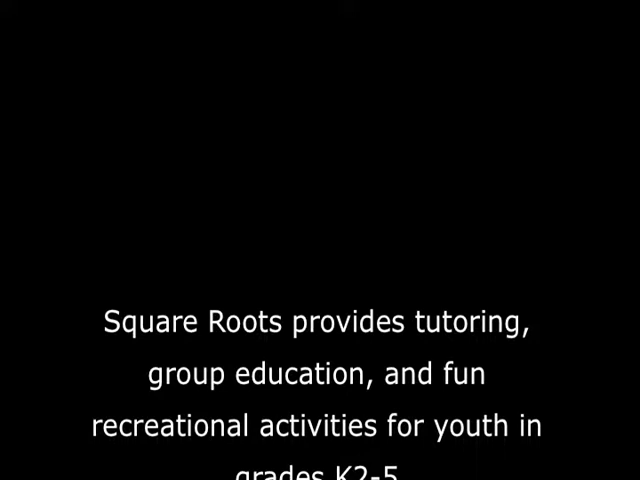 Square Roots provides tutoring,
group education, and fun
recreational activities for youth in
grades K2-5